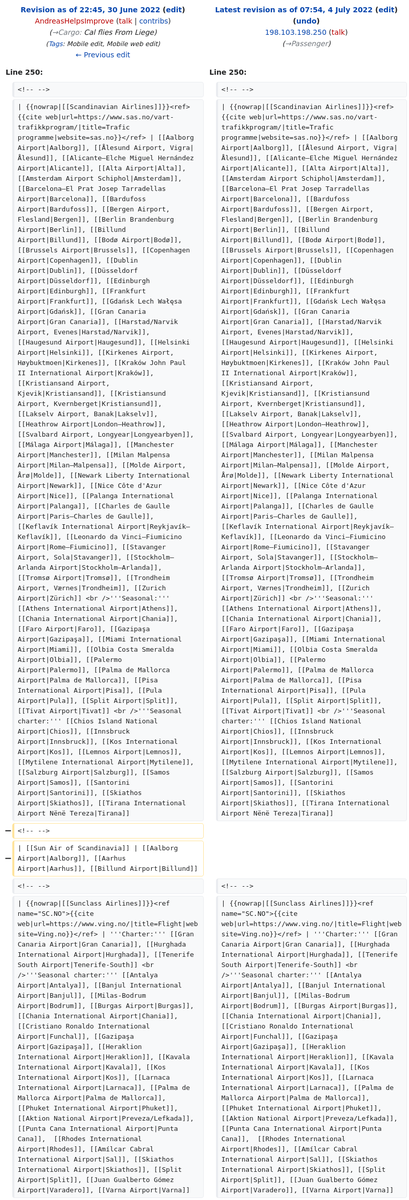 Revision as of 22:45, 30 June 2022 (edit)
AndreasHelpsImprove (talk | contribs)
(→Cargo: Cal flies From Liege)
(Tags: Mobile edit, Mobile web edit)
← Previous edit
Line 250:
<!-- -->
| {{nowrap|[[Scandinavian Airlines]]}}<ref>
{{cite web|url=https://www.sas.no/vart-
trafikkprogram/|title=Trafic
programme|website=sas.no}}</ref> | [[Aalborg
Airport|Aalborg]], [[Ålesund Airport, Vigra|
Ålesund]], [[Alicante–Elche Miguel Hernández
Airport|Alicante]], [[Alta Airport|Alta]],
[[Amsterdam Airport Schiphol|Amsterdam]],
[[Barcelona–El Prat Josep Tarradellas
Airport|Barcelona]], [[Bardufoss
Airport|Bardufoss]], [[Bergen Airport,
Flesland|Bergen]], [[Berlin Brandenburg
Airport|Berlin]], [[Billund
Airport|Billund]], [[Bodø Airport|Bodø]],
[[Brussels Airport|Brussels]], [[Copenhagen
Airport|Copenhagen]], [[Dublin
Airport|Dublin]], [[Düsseldorf
Airport|Düsseldorf]], [[Edinburgh
Airport|Edinburgh]], [[Frankfurt
Airport|Frankfurt]], [[Gdańsk Lech Wałęsa
Airport|Gdańsk]], [[Gran Canaria
Airport|Gran Canaria]], [[Harstad/Narvik
Airport, Evenes|Harstad/Narvik]],
[[Haugesund Airport|Haugesund]], [[Helsinki
Airport|Helsinki]], [[Kirkenes Airport,
Høybuktmoen|Kirkenes]], [[Kraków John Paul
II International Airport|Kraków]],
[[Kristiansand Airport,
Kjevik|Kristiansand]], [[Kristiansund
Airport, Kvernberget|Kristiansund]],
[[Lakselv Airport, Banak|Lakselv]],
[[Heathrow Airport|London–Heathrow]],
[[Svalbard Airport, Longyear|Longyearbyen]],
[[Málaga Airport|Málaga]], [[Manchester
Airport|Manchester]], [[Milan Malpensa
Airport|Milan–Malpensa]], [[Molde Airport,
Årø|Molde]], [[Newark Liberty International
Airport|Newark]], [[Nice Côte d'Azur
Airport|Nice]], [[Palanga International
Airport|Palanga]], [[Charles de Gaulle
Airport|Paris–Charles de Gaulle]],
[[Keflavík International Airport|Reykjavík–
Keflavík]], [[Leonardo da Vinci–Fiumicino
Airport|Rome–Fiumicino]], [[Stavanger
Airport, Sola|Stavanger]], [[Stockholm–
Arlanda Airport|Stockholm–Arlanda]],
[[Tromsø Airport|Tromsø]], [[Trondheim
Airport, Værnes|Trondheim]], [[Zurich
Airport|Zürich]] <br />'''Seasonal:'''
[[Athens International Airport|Athens]],
[[Chania International Airport|Chania]],
[[Faro Airport|Faro]], [[Gazipaşa
Airport|Gazipaşa]], [[Miami International
Airport|Miami]], [[Olbia Costa Smeralda
Airport|Olbia]], [[Palermo
Airport|Palermo]], [[Palma de Mallorca
Airport|Palma de Mallorca]], [[Pisa
International Airport|Pisa]], [[Pula
Airport|Pula]], [[Split Airport|Split]],
[[Tivat Airport|Tivat]] <br />'''Seasonal
charter:''' [[Chios Island National
Airport|Chios]], [[Innsbruck
Airport|Innsbruck]], [[Kos International
Airport|Kos]], [[Lemnos Airport|Lemnos]],
[[Mytilene International Airport|Mytilene]],
[[Salzburg Airport|Salzburg]], [[Samos
Airport|Samos]], [[Santorini
Airport|Santorini]], [[Skiathos
Airport|Skiathos]], [[Tirana International
Airport Nënë Tereza|Tirana]]
− <!-- -->
− | [[Sun Air of Scandinavia]] | [[Aalborg
Airport|Aalborg]], [[Aarhus
Airport|Aarhus]], [[Billund Airport|Billund]]
<!-- -->
| {{nowrap|[[Sunclass Airlines]]}}<ref
name="SC.NO">{{cite
web|url=https://www.ving.no/|title=Flight|web
site=Ving.no}}</ref> | '''Charter:''' [[Gran
Canaria Airport|Gran Canaria]], [[Hurghada
International Airport|Hurghada]], [[Tenerife
South Airport|Tenerife-South]] <br
/>'''Seasonal charter:''' [[Antalya
Airport|Antalya]], [[Banjul International
Airport|Banjul]], [[Milas-Bodrum
Airport|Bodrum]], [[Burgas Airport|Burgas]],
[[Chania International Airport|Chania]],
[[Cristiano Ronaldo International
Airport|Funchal]], [[Gazipaşa
Airport|Gazipaşa]], [[Heraklion
International Airport|Heraklion]], [[Kavala
International Airport|Kavala]], [[Kos
International Airport|Kos]], [[Larnaca
International Airport|Larnaca]], [[Palma de
Mallorca Airport|Palma de Mallorca]],
[[Phuket International Airport|Phuket]],
[[Aktion National Airport|Preveza/Lefkada]],
[[Punta Cana International Airport|Punta
Cana]],  [[Rhodes International
Airport|Rhodes]], [[Amílcar Cabral
International Airport|Sal]], [[Skiathos
International Airport|Skiathos]], [[Split
Airport|Split]], [[Juan Gualberto Gómez
Airport|Varadero]], [[Varna Airport|Varna]]
Latest revision as of 07:54, 4 July 2022 (edit)
(undo)
198.103.198.250 (talk)
(→Passenger)
Line 250:
<!-- -->
| {{nowrap|[[Scandinavian Airlines]]}}<ref>
{{cite web|url=https://www.sas.no/vart-
trafikkprogram/|title=Trafic
programme|website=sas.no}}</ref> | [[Aalborg
Airport|Aalborg]], [[Ålesund Airport, Vigra|
Ålesund]], [[Alicante–Elche Miguel Hernández
Airport|Alicante]], [[Alta Airport|Alta]],
[[Amsterdam Airport Schiphol|Amsterdam]],
[[Barcelona–El Prat Josep Tarradellas
Airport|Barcelona]], [[Bardufoss
Airport|Bardufoss]], [[Bergen Airport,
Flesland|Bergen]], [[Berlin Brandenburg
Airport|Berlin]], [[Billund
Airport|Billund]], [[Bodø Airport|Bodø]],
[[Brussels Airport|Brussels]], [[Copenhagen
Airport|Copenhagen]], [[Dublin
Airport|Dublin]], [[Düsseldorf
Airport|Düsseldorf]], [[Edinburgh
Airport|Edinburgh]], [[Frankfurt
Airport|Frankfurt]], [[Gdańsk Lech Wałęsa
Airport|Gdańsk]], [[Gran Canaria
Airport|Gran Canaria]], [[Harstad/Narvik
Airport, Evenes|Harstad/Narvik]],
[[Haugesund Airport|Haugesund]], [[Helsinki
Airport|Helsinki]], [[Kirkenes Airport,
Høybuktmoen|Kirkenes]], [[Kraków John Paul
II International Airport|Kraków]],
[[Kristiansand Airport,
Kjevik|Kristiansand]], [[Kristiansund
Airport, Kvernberget|Kristiansund]],
[[Lakselv Airport, Banak|Lakselv]],
[[Heathrow Airport|London–Heathrow]],
[[Svalbard Airport, Longyear|Longyearbyen]],
[[Málaga Airport|Málaga]], [[Manchester
Airport|Manchester]], [[Milan Malpensa
Airport|Milan–Malpensa]], [[Molde Airport,
Årø|Molde]], [[Newark Liberty International
Airport|Newark]], [[Nice Côte d'Azur
Airport|Nice]], [[Palanga International
Airport|Palanga]], [[Charles de Gaulle
Airport|Paris–Charles de Gaulle]],
[[Keflavík International Airport|Reykjavík–
Keflavík]], [[Leonardo da Vinci–Fiumicino
Airport|Rome–Fiumicino]], [[Stavanger
Airport, Sola|Stavanger]], [[Stockholm–
Arlanda Airport|Stockholm–Arlanda]],
[[Tromsø Airport|Tromsø]], [[Trondheim
Airport, Værnes|Trondheim]], [[Zurich
Airport|Zürich]] <br />'''Seasonal:'''
[[Athens International Airport|Athens]],
[[Chania International Airport|Chania]],
[[Faro Airport|Faro]], [[Gazipaşa
Airport|Gazipaşa]], [[Miami International
Airport|Miami]], [[Olbia Costa Smeralda
Airport|Olbia]], [[Palermo
Airport|Palermo]], [[Palma de Mallorca
Airport|Palma de Mallorca]], [[Pisa
International Airport|Pisa]], [[Pula
Airport|Pula]], [[Split Airport|Split]],
[[Tivat Airport|Tivat]] <br />'''Seasonal
charter:''' [[Chios Island National
Airport|Chios]], [[Innsbruck
Airport|Innsbruck]], [[Kos International
Airport|Kos]], [[Lemnos Airport|Lemnos]],
[[Mytilene International Airport|Mytilene]],
[[Salzburg Airport|Salzburg]], [[Samos
Airport|Samos]], [[Santorini
Airport|Santorini]], [[Skiathos
Airport|Skiathos]], [[Tirana International
Airport Nënë Tereza|Tirana]]
<!-- -->
| {{nowrap|[[Sunclass Airlines]]}}<ref
name="SC.NO">{{cite
web|url=https://www.ving.no/|title=Flight|web
site=Ving.no}}</ref> | '''Charter:''' [[Gran
Canaria Airport|Gran Canaria]], [[Hurghada
International Airport|Hurghada]], [[Tenerife
South Airport|Tenerife-South]] <br
/>'''Seasonal charter:''' [[Antalya
Airport|Antalya]], [[Banjul International
Airport|Banjul]], [[Milas-Bodrum
Airport|Bodrum]], [[Burgas Airport|Burgas]],
[[Chania International Airport|Chania]],
[[Cristiano Ronaldo International
Airport|Funchal]], [[Gazipaşa
Airport|Gazipaşa]], [[Heraklion
International Airport|Heraklion]], [[Kavala
International Airport|Kavala]], [[Kos
International Airport|Kos]], [[Larnaca
International Airport|Larnaca]], [[Palma de
Mallorca Airport|Palma de Mallorca]],
[[Phuket International Airport|Phuket]],
[[Aktion National Airport|Preveza/Lefkada]],
[[Punta Cana International Airport|Punta
Cana]],  [[Rhodes International
Airport|Rhodes]], [[Amílcar Cabral
International Airport|Sal]], [[Skiathos
International Airport|Skiathos]], [[Split
Airport|Split]], [[Juan Gualberto Gómez
Airport|Varadero]], [[Varna Airport|Varna]]